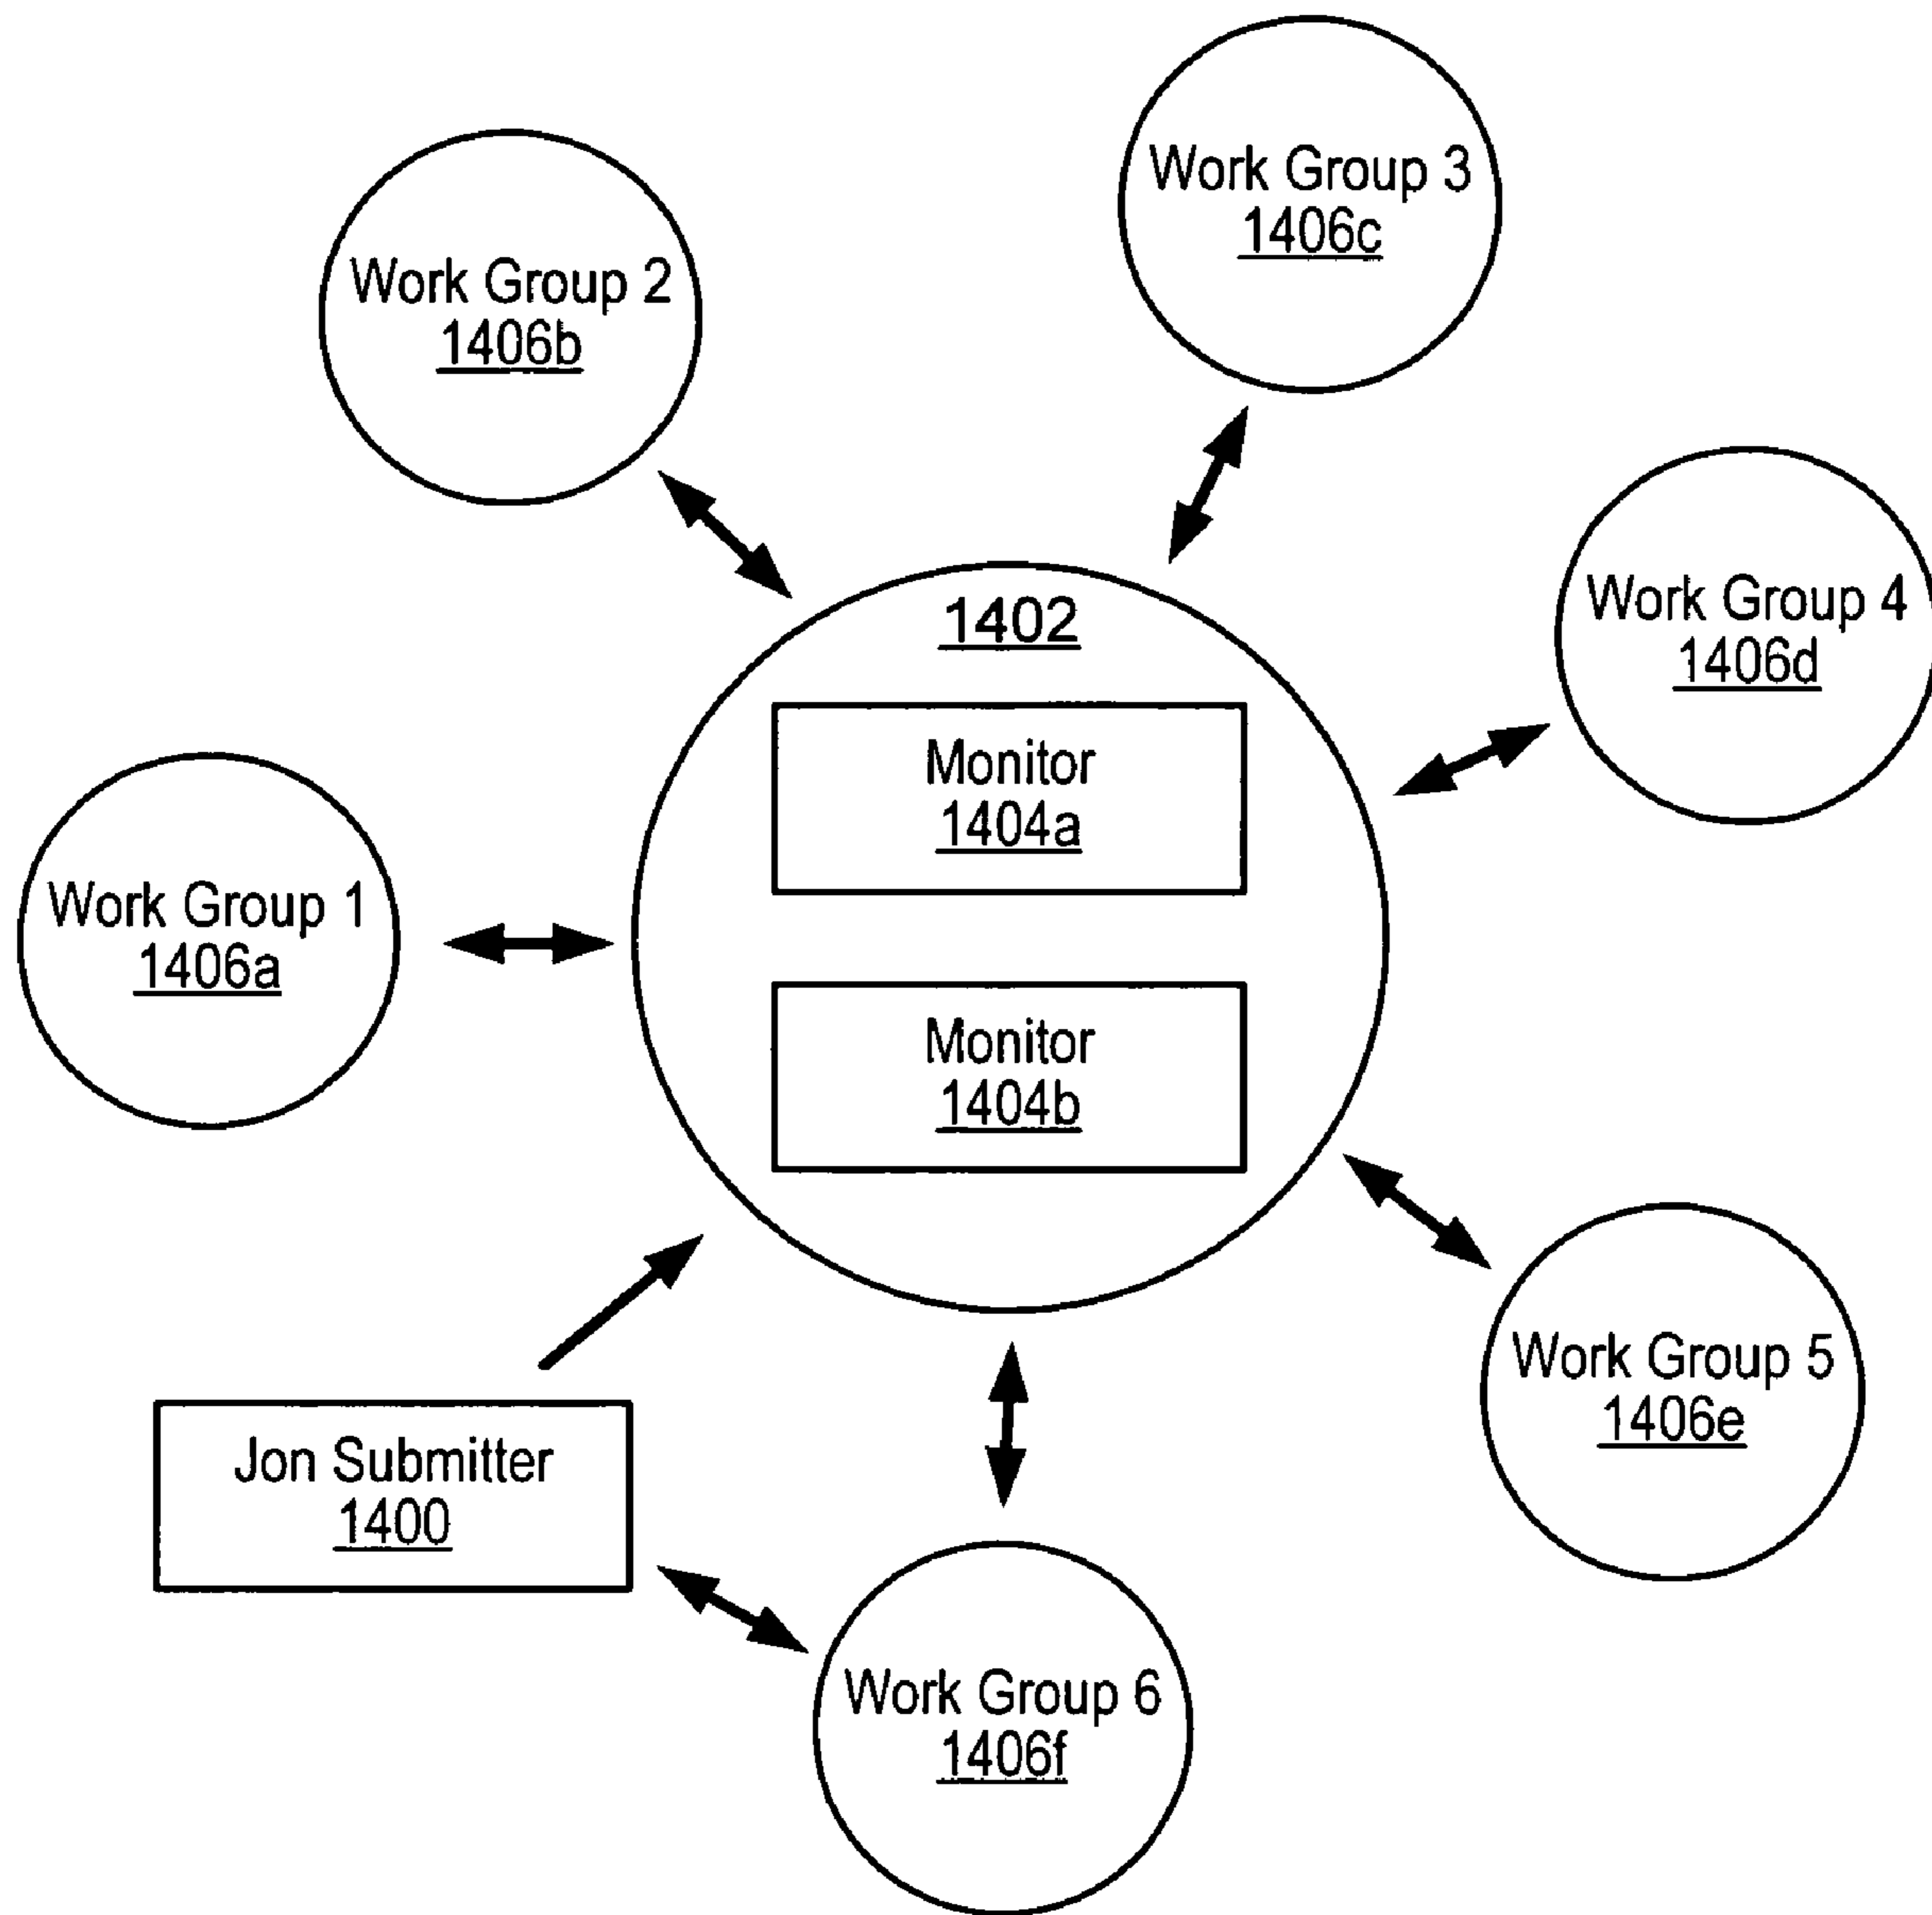 Work Group 3
1406c
Work Group 2
1406b
Work Group 4
1406d
1402
Monitor
1404a
Work Group 1
1406a
Monitor
1404b
Work Group 5
1406e
Jon Submitter
1400
Work Group 6
1406f